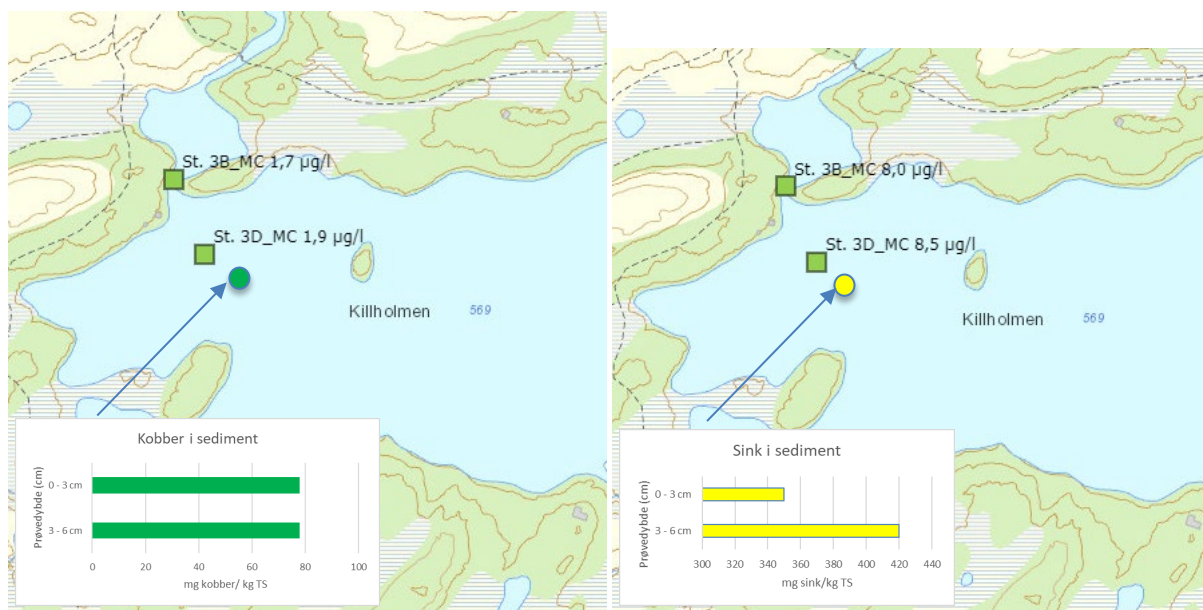 St. 3B_MC 1,7 µg/l
St. 3D_MC 1,9 µg/l
Killholmen 569
Kobber i sediment
Prøvedybde (cm)
0 - 3 cm
3 - 6 cm
0 20 40 60 80 100
mg kobber/ kg TS
St. 3B_MC 8,0 µg/l
St. 3D_MC 8,5 µg/l
Killholmen 569
Sink i sediment
Prøvedybde (cm)
0 - 3 cm
3 - 6 cm
300 320 340 360 380 400 420 440
mg sink/kg TS